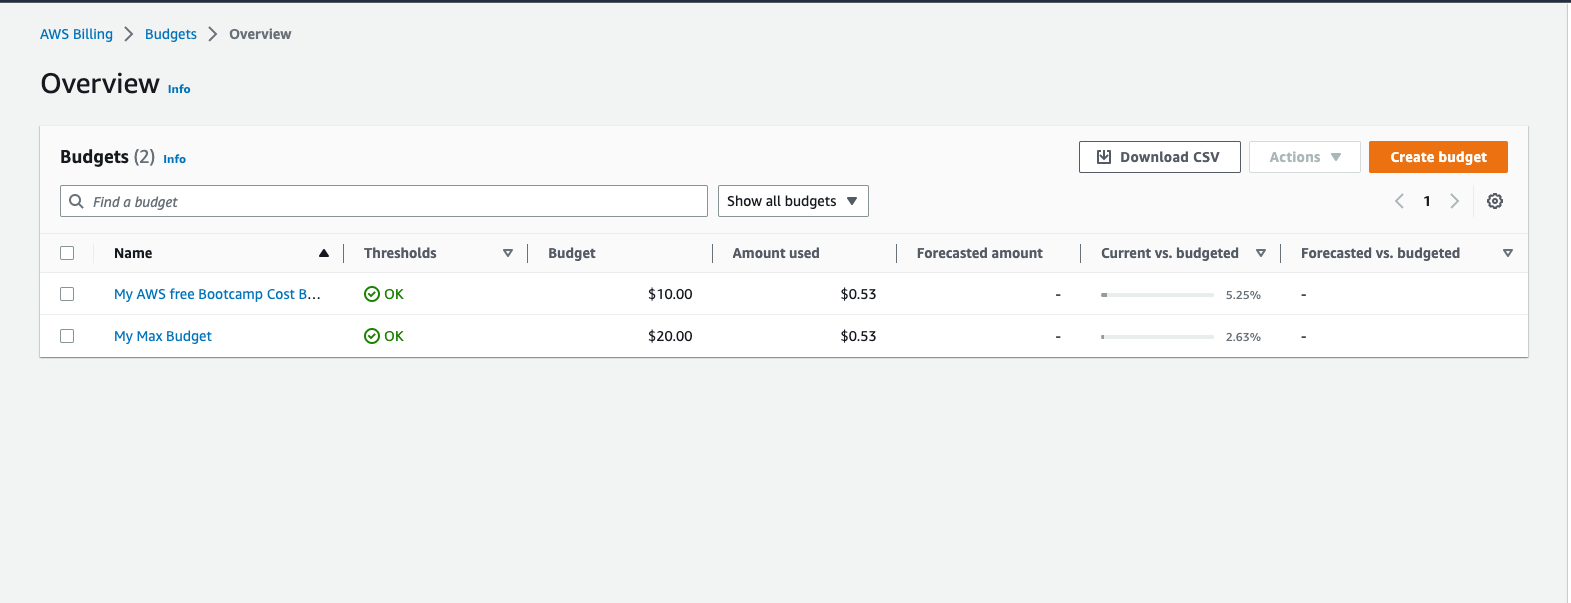 AWS Billing > Budgets > Overview
Overview Info
Budgets (2) Info
Download CSV Actions Create budget
Find a budget Show all budgets 1
Name Thresholds Budget Amount used Forecasted amount Current vs. budgeted Forecasted vs. budgeted
My AWS free Bootcamp Cost B... OK $10.00 $0.53 - 5.25% -
My Max Budget OK $20.00 $0.53 - 2.63% -